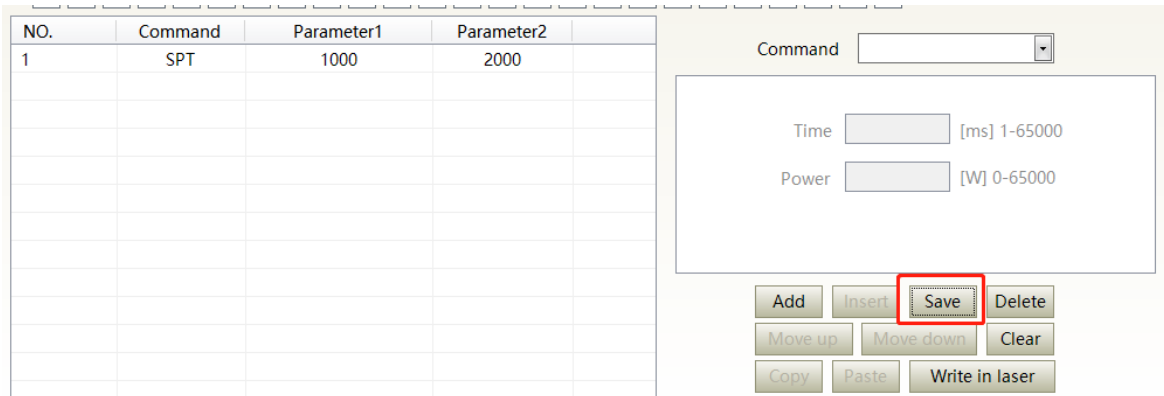 NO. Command Parameter1 Parameter2
1 SPT 1000 2000
Command
Time [ms] 1-65000
Power [W] 0-65000
Add Insert Save Delete
Move up Move down Clear
Copy Paste Write in laser